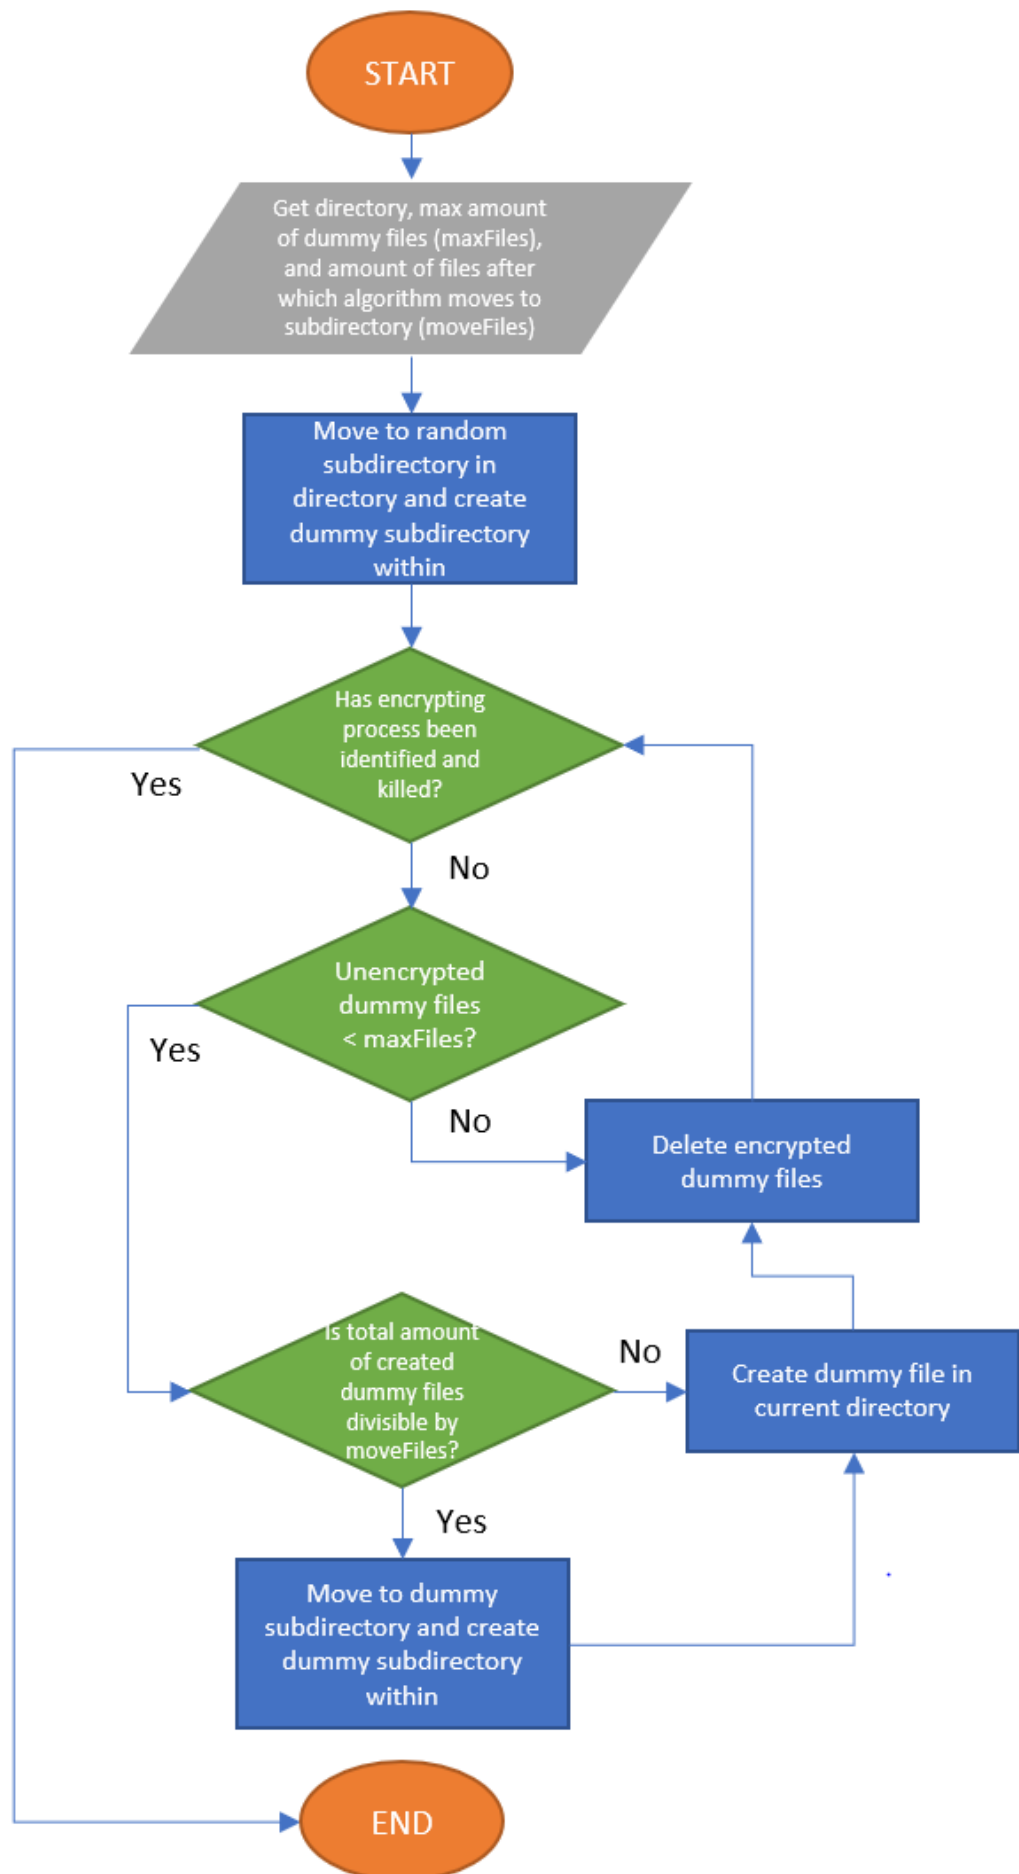 START
Get directory, max amount
of dummy files (maxFiles),
and amount of files after
which algorithm moves to
subdirectory (moveFiles)
Move to random
subdirectory in
directory and create
dummy subdirectory
within
Has encrypting
process been
identified and
killed?
Yes
No
Unencrypted
dummy files
< maxFiles?
Yes
No
Delete encrypted
dummy files
Is total amount
of created
dummy files
divisible by
moveFiles?
No
Create dummy file in
current directory
Yes
Move to dummy
subdirectory and create
dummy subdirectory
within
END